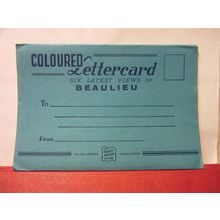 COLOURED Lettercard
SIX LATEST VIEWS OF
BEAULIEU
TO
FROM